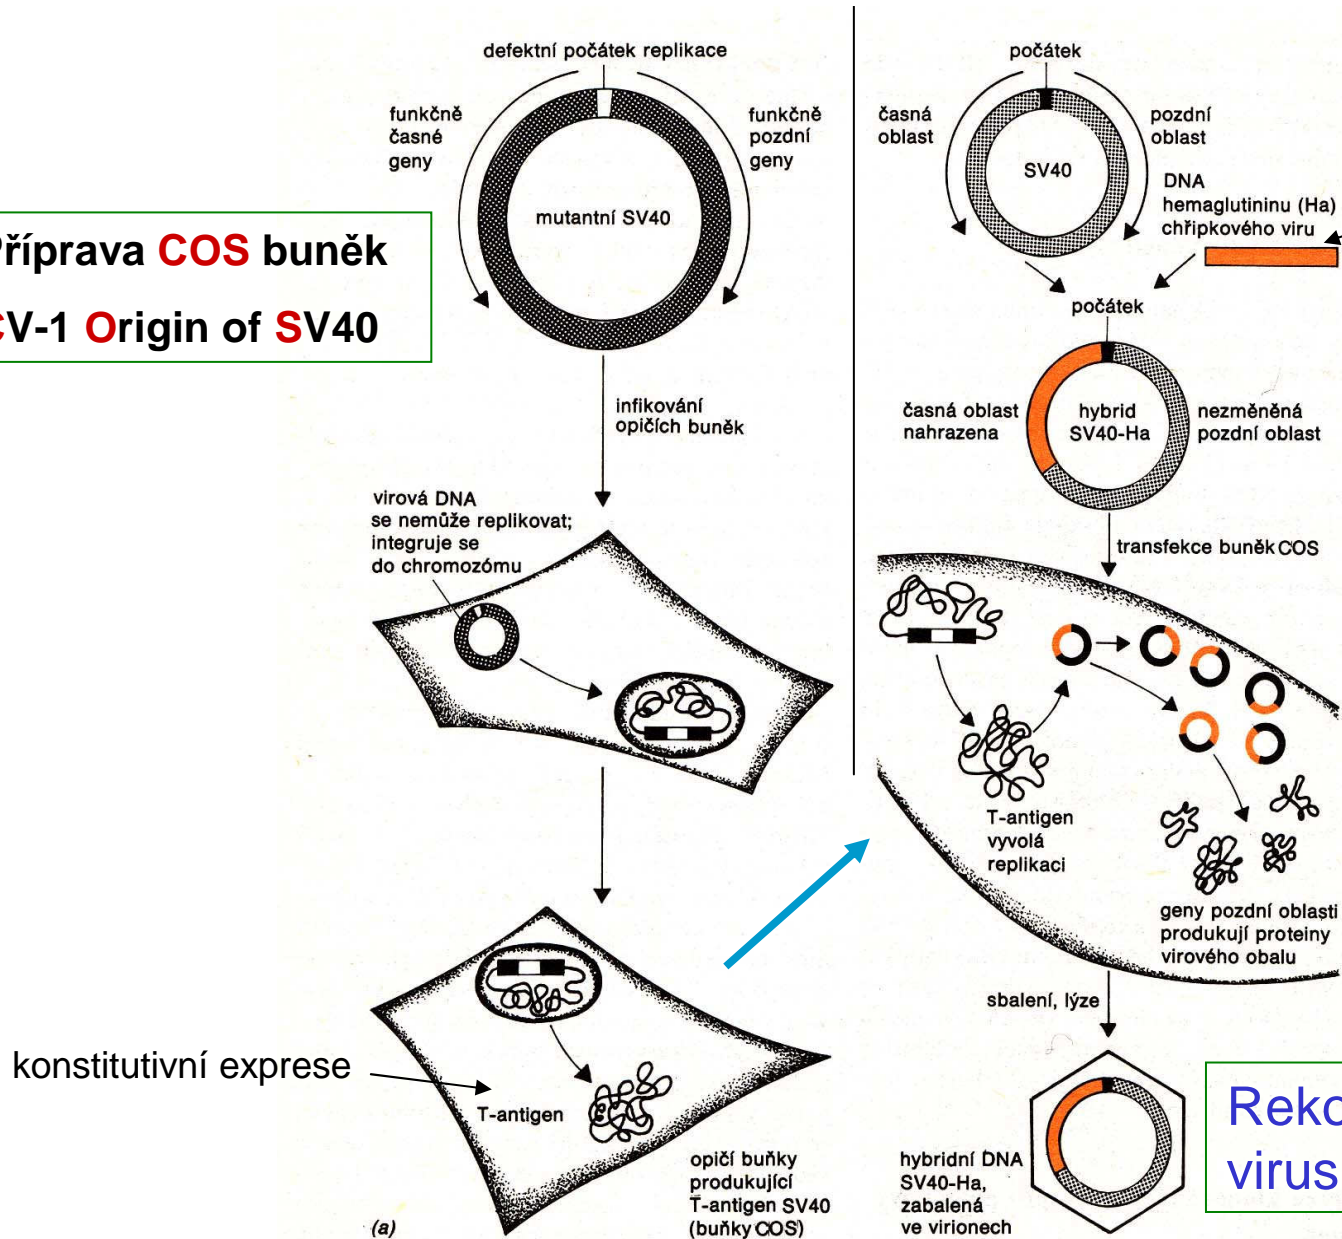 Příprava COS buněk
CV-1 Origin of SV40
defektní počátek replikace
funkčně
časné
geny
funkčně
pozdní
geny
mutantní SV40
infikování
opičích buněk
virová DNA
se nemůže replikovat;
integruje se
do chromozómu
konstitutivní exprese
T-antigen
opičí buňky
produkující
T-antigen SV40
(buňky COS)
(a)
počátek
časná
oblast
pozdní
oblast
SV40
DNA
hemaglutininu (Ha)
chřipkového viru
počátek
časná oblast
nahrazena
hybrid
SV40-Ha
nezměněná
pozdní oblast
transfekce buněk COS
T-antigen
vyvolá
replikaci
geny pozdní oblasti
produkují proteiny
virového obalu
sbalení, lýze
hybridní DNA
SV40-Ha,
zabalená
ve virionech
virus